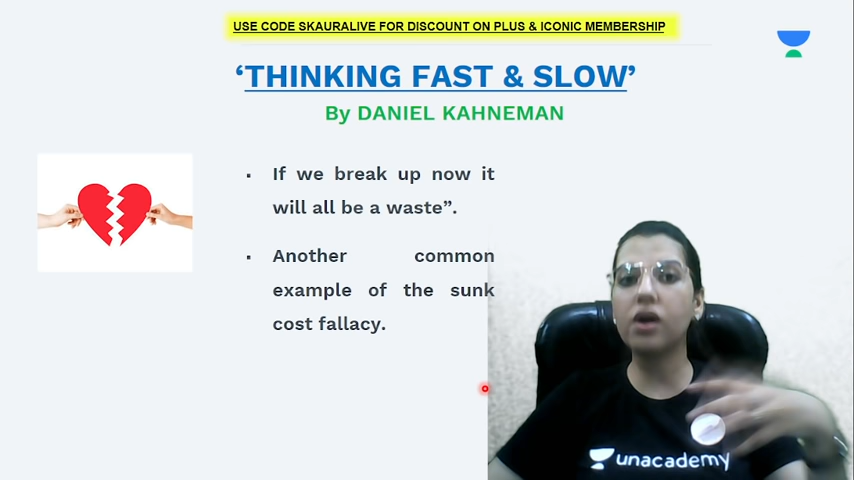 USE CODE SKAURALIVE FOR DISCOUNT ON PLUS & ICONIC MEMBERSHIP
‘THINKING FAST & SLOW’
By DANIEL KAHNEMAN
▪ If we break up now it
will all be a waste”.
▪ Another common
example of the sunk
cost fallacy.
unacademy